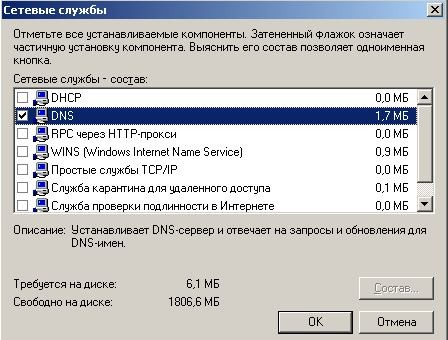 Сетевые службы
Отметьте все устанавливаемые компоненты. Затененный флажок означает
частичную установку компонента. Выяснить его состав позволяет одноименная
кнопка.
Сетевые службы - состав:
DHCP 0,0 МБ
DNS 1,7 МБ
RPC через HTTP-прокси 0,0 МБ
WINS (Windows Internet Name Service) 0,9 МБ
Простые службы TCP/IP 0,0 МБ
Служба карантина для удаленного доступа 0,1 МБ
Служба проверки подлинности в Интернете 0,0 МБ
Описание: Устанавливает DNS-сервер и отвечает на запросы и обновления для
DNS-имен.
Требуется на диске: 6,1 МБ
Свободно на диске: 1806,6 МБ
Состав...
OK
Отмена